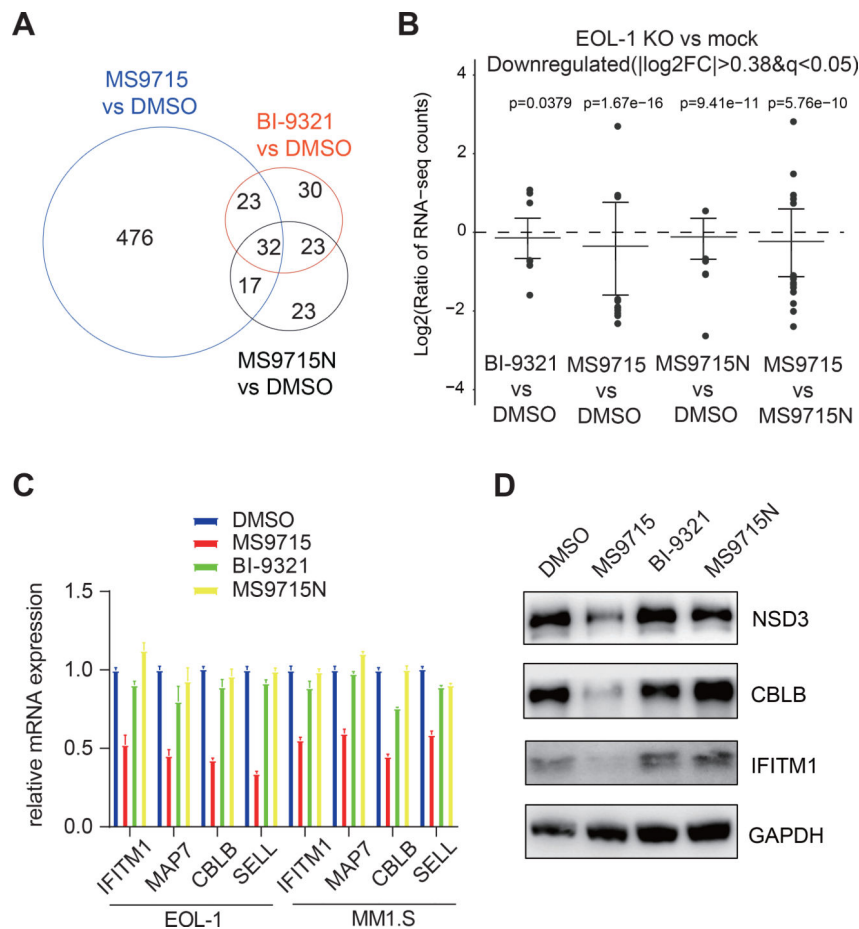 A
MS9715
vs DMSO
BI-9321
vs DMSO
23
30
476
32
23
17
23
MS9715N
vs DMSO
B
EOL-1 KO vs mock
Downregulated(|log2FC|>0.38&q<0.05)
p=0.0379 p=1.67e−16 p=9.41e−11 p=5.76e−10
Log2(Ratio of RNA−seq counts)
4
2
0
−2
−4
BI-9321 MS9715 MS9715N MS9715
vs vs vs vs
DMSO DMSO DMSO MS9715N
C
DMSO
MS9715
BI-9321
MS9715N
relative mRNA expression
1.5
1.0
0.5
0.0
IFITM1 MAP7 CBLB SELL IFITM1 MAP7 CBLB SELL
EOL-1 MM1.S
D
DMSO MS9715 BI-9321 MS9715N
NSD3
CBLB
IFITM1
GAPDH